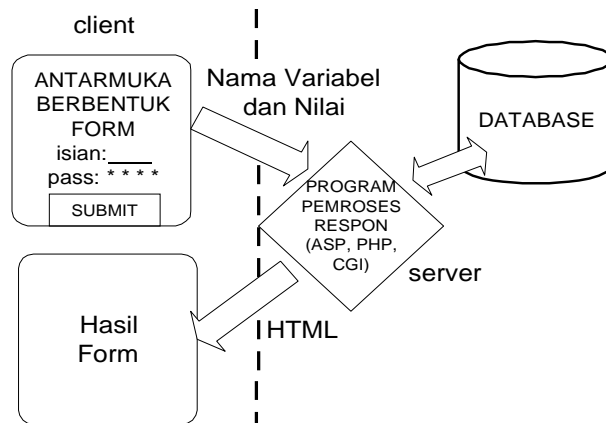 client
ANTARMUKA
BERBENTUK
FORM
isian:____
pass: * * * *
SUBMIT
Nama Variabel
dan Nilai
DATABASE
PROGRAM
PEMROSES
RESPON
(ASP, PHP,
CGI)
server
Hasil
Form
HTML